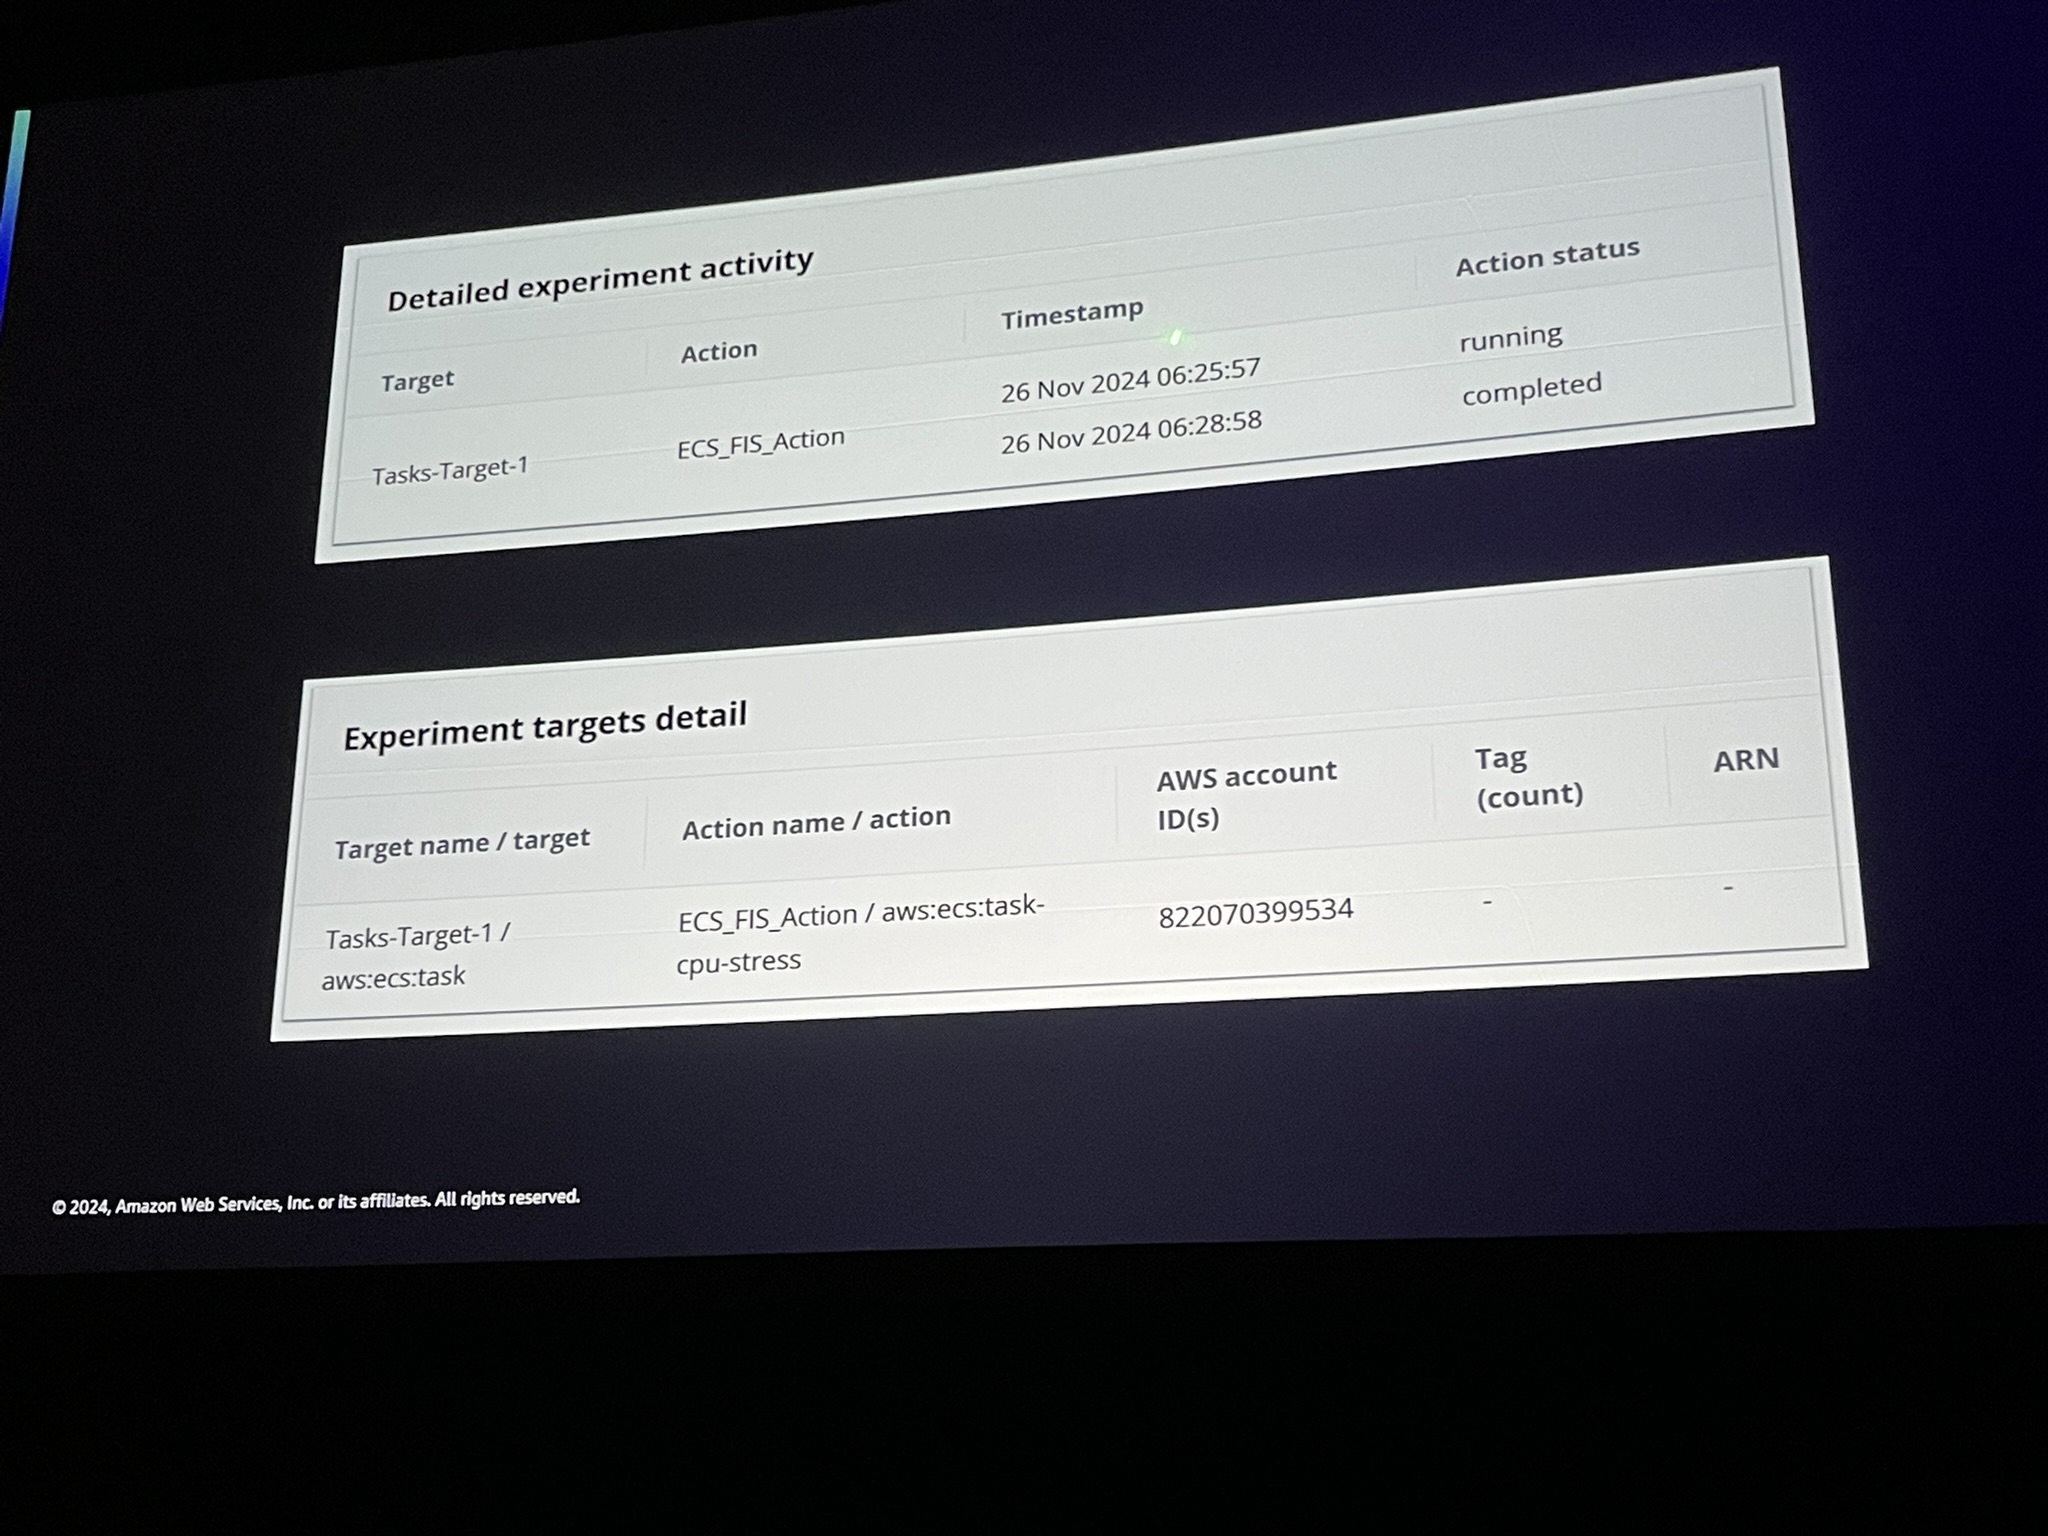 Detailed experiment activity
Target Action Timestamp Action status
Tasks-Target-1 ECS_FIS_Action 26 Nov 2024 06:25:57 running
26 Nov 2024 06:28:58 completed
Experiment targets detail
Target name / target Action name / action AWS account Tag ARN
ID(s) (count)
Tasks-Target-1 / ECS_FIS_Action / aws:ecs:task- 822070399534 - -
aws:ecs:task cpu-stress
© 2024, Amazon Web Services, Inc. or its affiliates. All rights reserved.